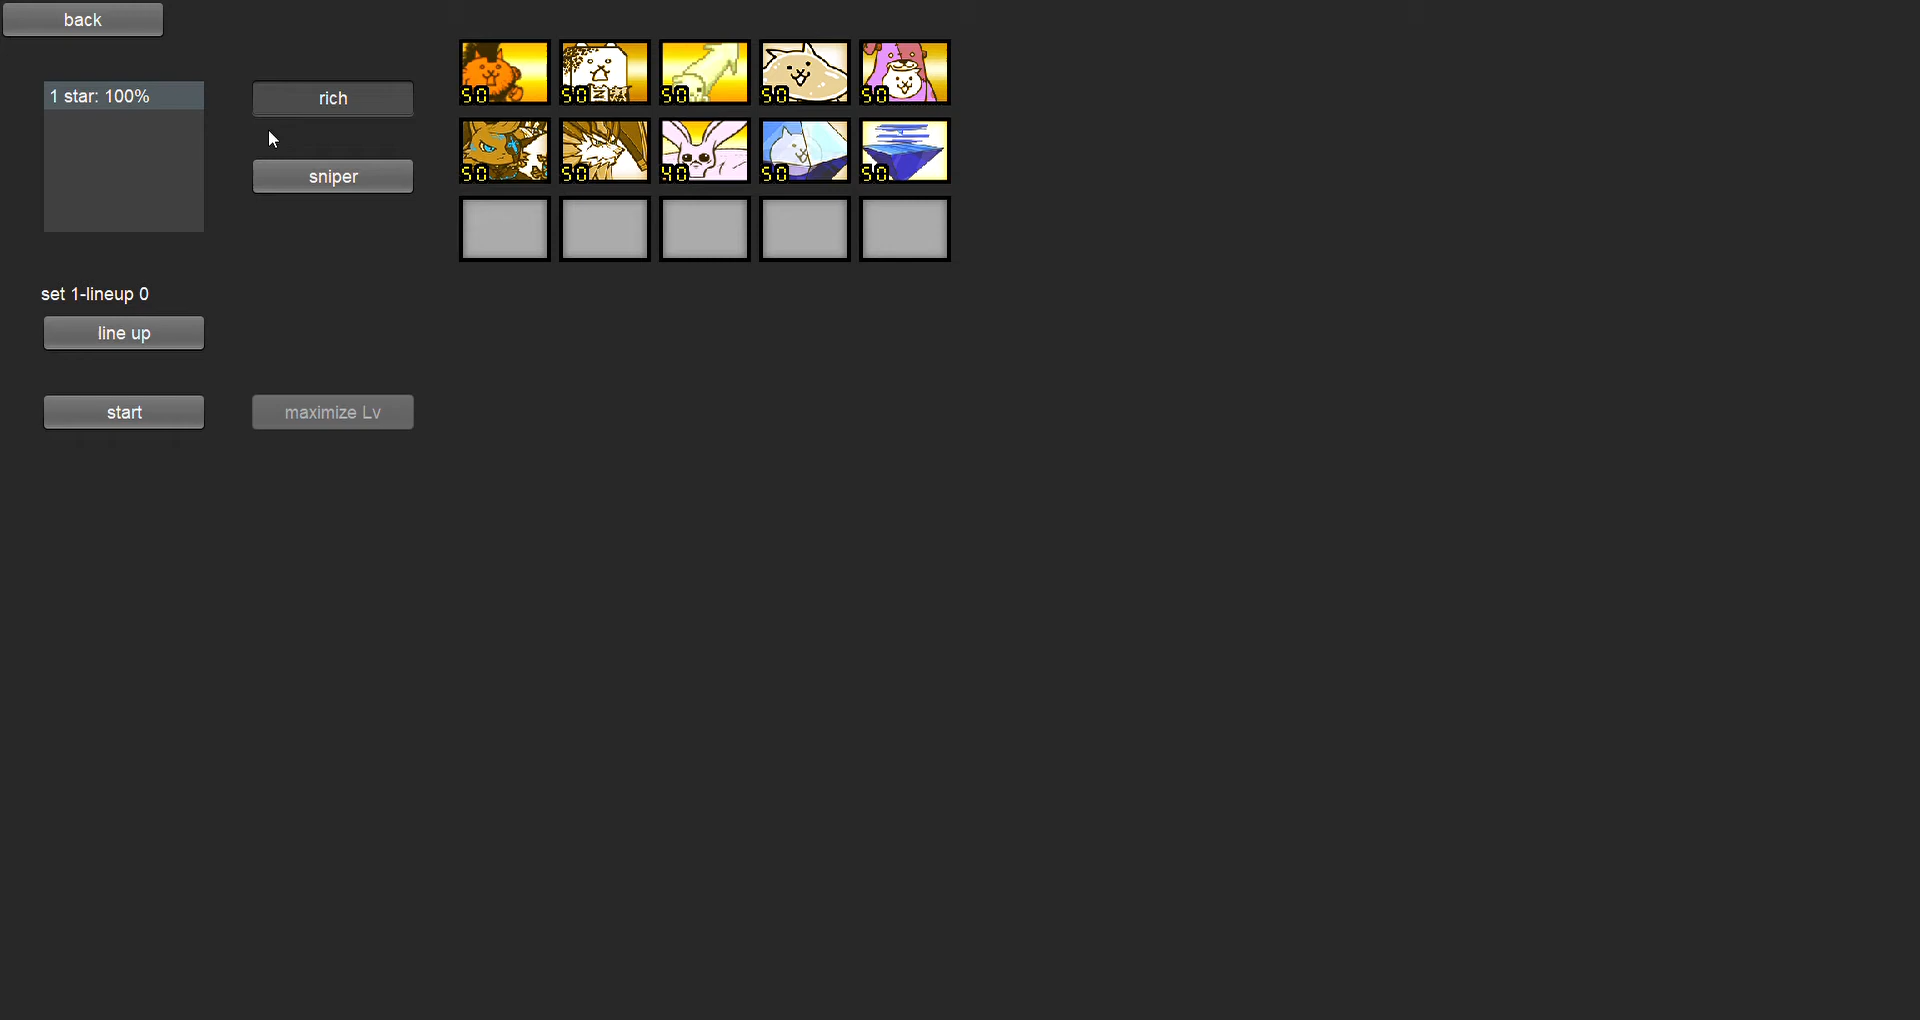 back
1 star: 100%
rich
sniper
50 50 50 50 50
50 50 40 50 50
set 1-lineup 0
line up
start
maximize Lv